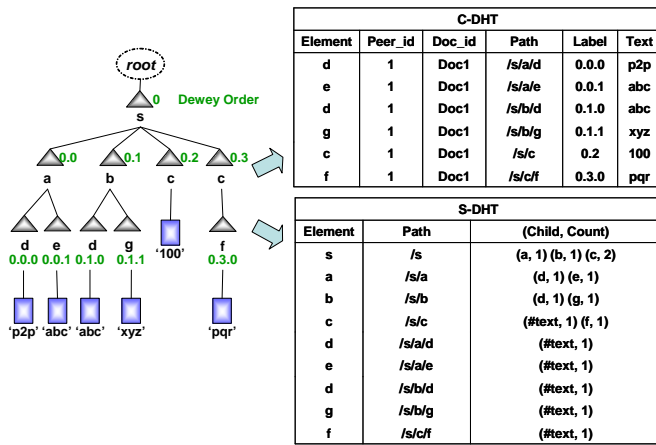 root
0 Dewey Order
s
0.0 0.1 0.2 0.3
a b c c
d e d g '100' f
0.0.0 0.0.1 0.1.0 0.1.1 0.3.0
'p2p' 'abc' 'abc' 'xyz' 'pqr'
C-DHT
Element Peer_id Doc_id Path Label Text
d 1 Doc1 /s/a/d 0.0.0 p2p
e 1 Doc1 /s/a/e 0.0.1 abc
d 1 Doc1 /s/b/d 0.1.0 abc
g 1 Doc1 /s/b/g 0.1.1 xyz
c 1 Doc1 /s/c 0.2 100
f 1 Doc1 /s/c/f 0.3.0 pqr
S-DHT
Element Path (Child, Count)
s /s (a, 1) (b, 1) (c, 2)
a /s/a (d, 1) (e, 1)
b /s/b (d, 1) (g, 1)
c /s/c (#text, 1) (f, 1)
d /s/a/d (#text, 1)
e /s/a/e (#text, 1)
d /s/b/d (#text, 1)
g /s/b/g (#text, 1)
f /s/c/f (#text, 1)